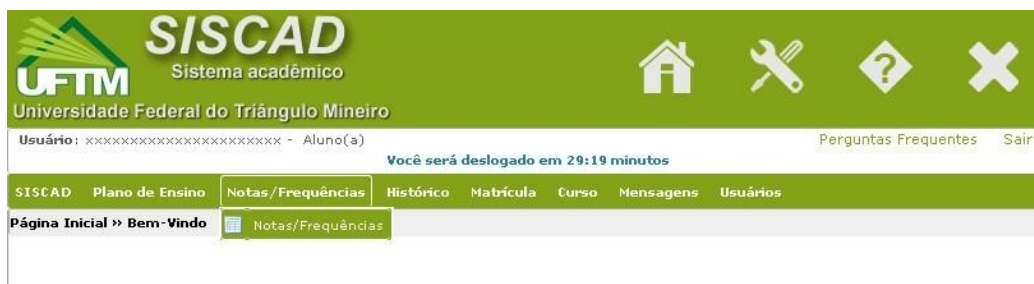 SISCAD
Sistema acadêmico
UFTM
Universidade Federal do Triângulo Mineiro
Usuário: xxxxxxxxxxxxxxxxxxxxxxx - Aluno(a)
Perguntas Frequentes Sair
Você será deslogado em 29:19 minutos
SISCAD Plano de Ensino Notas/Frequências Histórico Matrícula Curso Mensagens Usuários
Página Inicial » Bem-Vindo
Notas/Frequências